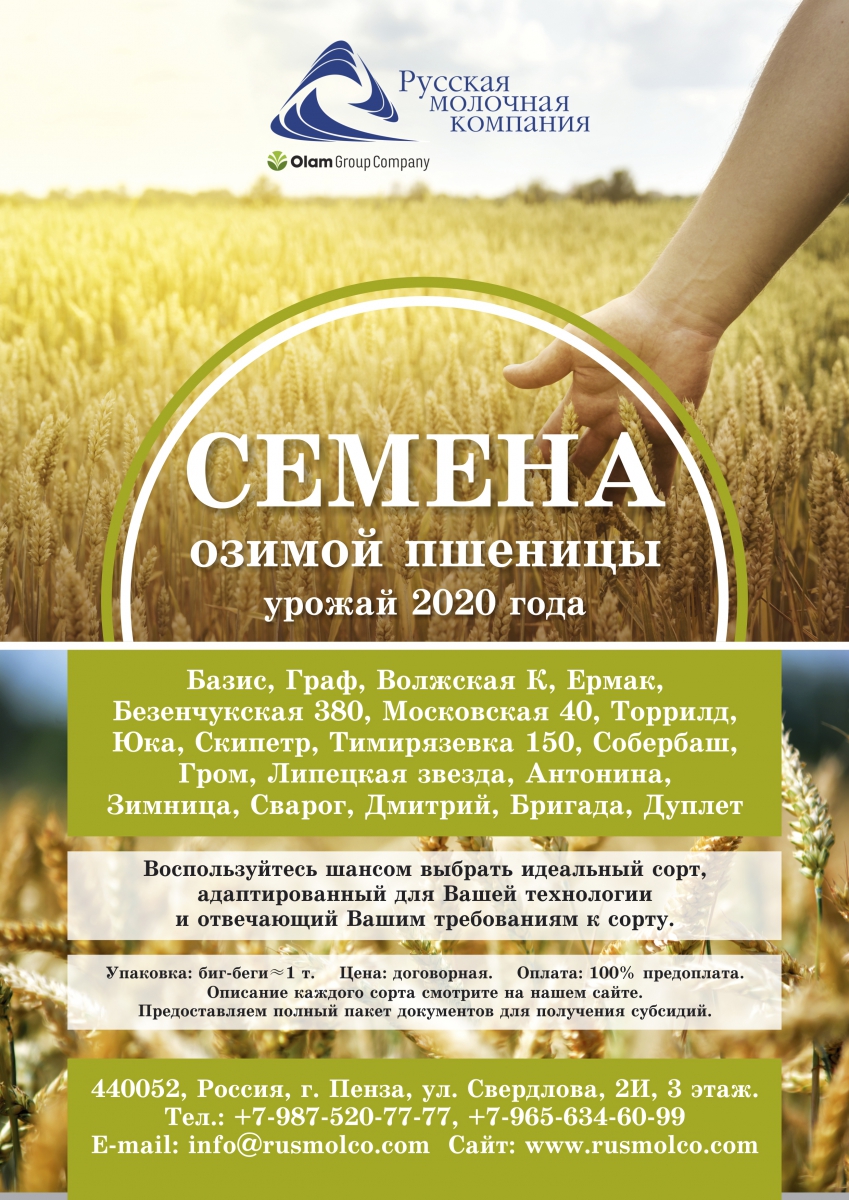 Русская
молочная
компания
Olam Group Company
СЕМЕНА
озимой пшеницы
урожай 2020 года
Базис, Граф, Волжская К, Ермак,
Безенчукская 380, Московская 40, Торрилд,
Юка, Скипетр, Тимирязевка 150, Собербаш,
Гром, Липецкая звезда, Антонина,
Зимница, Сварог, Дмитрий, Бригада, Дуплет
Воспользуйтесь шансом выбрать идеальный сорт,
адаптированный для Вашей технологии
и отвечающий Вашим требованиям к сорту.
Упаковка: биг-беги≈1 т. Цена: договорная. Оплата: 100% предоплата.
Описание каждого сорта смотрите на нашем сайте.
Предоставляем полный пакет документов для получения субсидий.
440052, Россия, г. Пенза, ул. Свердлова, 2И, 3 этаж.
Тел.: +7-987-520-77-77, +7-965-634-60-99
E-mail: info@rusmolco.com Сайт: www.rusmolco.com